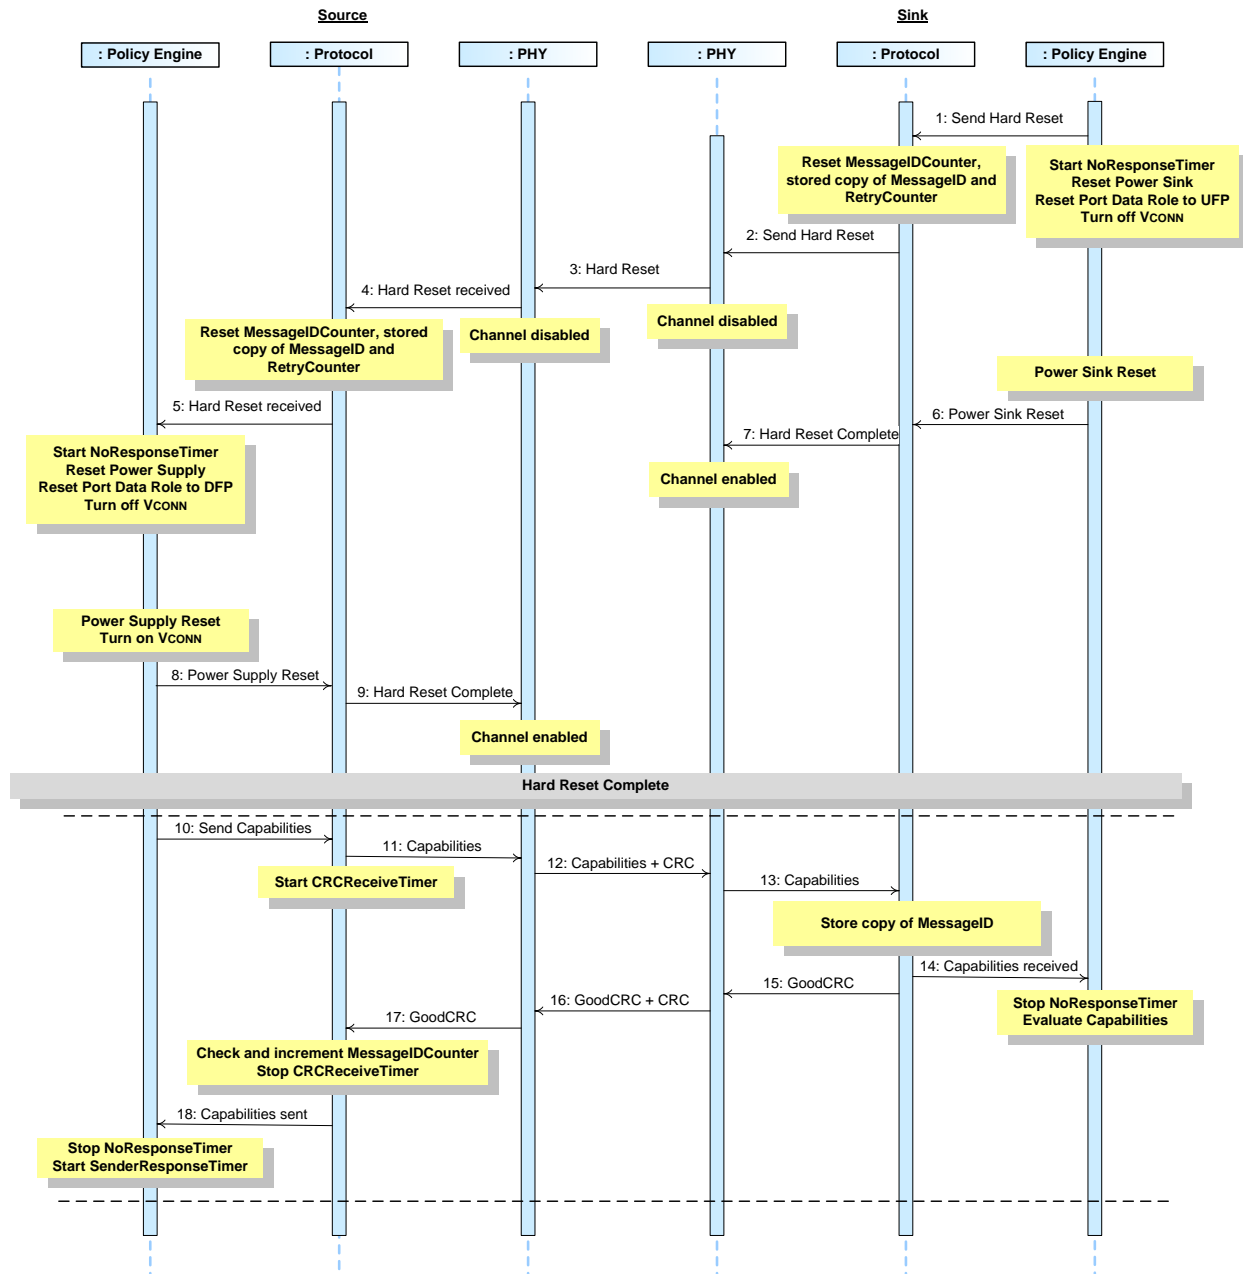 Source
Sink
: Policy Engine
: Protocol
: PHY
: PHY
: Protocol
: Policy Engine
1: Send Hard Reset
Reset MessageIDCounter,
stored copy of MessageID and
RetryCounter
Start NoResponseTimer
Reset Power Sink
Reset Port Data Role to UFP
Turn off VCONN
2: Send Hard Reset
3: Hard Reset
4: Hard Reset received
Channel disabled
Channel disabled
Reset MessageIDCounter, stored
copy of MessageID and
RetryCounter
Power Sink Reset
5: Hard Reset received
6: Power Sink Reset
7: Hard Reset Complete
Start NoResponseTimer
Reset Power Supply
Reset Port Data Role to DFP
Turn off VCONN
Channel enabled
Power Supply Reset
Turn on VCONN
8: Power Supply Reset
9: Hard Reset Complete
Channel enabled
Hard Reset Complete
10: Send Capabilities
11: Capabilities
12: Capabilities + CRC
Start CRCReceiveTimer
13: Capabilities
Store copy of MessageID
14: Capabilities received
15: GoodCRC
16: GoodCRC + CRC
17: GoodCRC
Stop NoResponseTimer
Evaluate Capabilities
Check and increment MessageIDCounter
Stop CRCReceiveTimer
18: Capabilities sent
Stop NoResponseTimer
Start SenderResponseTimer